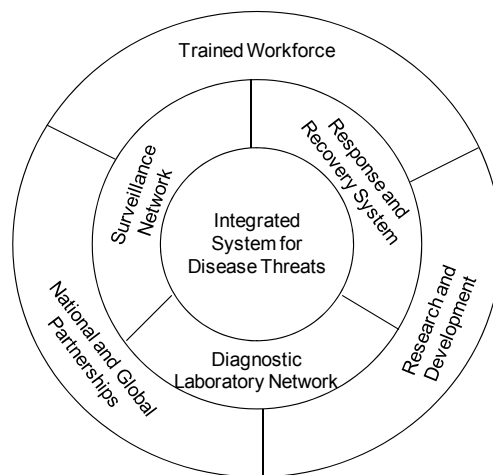 Trained Workforce
Surveillance
Network
Response and
Recovery System
Integrated
System for
Disease Threats
National and Global
Partnerships
Diagnostic
Laboratory Network
Research and
Development